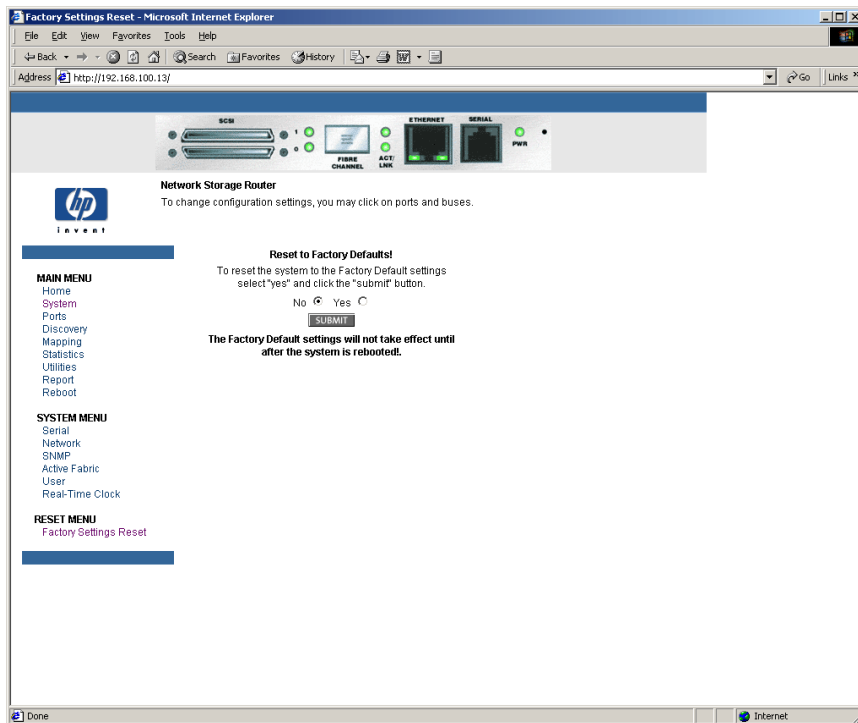 Factory Settings Reset - Microsoft Internet Explorer
File Edit View Favorites Tools Help
Back Search Favorites History
Address http://192.168.100.13/ Go Links »
SCSI
1
0
FIBRE CHANNEL
ACT/ LNK
ETHERNET
SERIAL
PWR
hp
invent
Network Storage Router
To change configuration settings, you may click on ports and buses.
Reset to Factory Defaults!
To reset the system to the Factory Default settings
select "yes" and click the "submit" button.
No Yes
SUBMIT
The Factory Default settings will not take effect until
after the system is rebooted!.
MAIN MENU
Home
System
Ports
Discovery
Mapping
Statistics
Utilities
Report
Reboot
SYSTEM MENU
Serial
Network
SNMP
Active Fabric
User
Real-Time Clock
RESET MENU
Factory Settings Reset
Done Internet